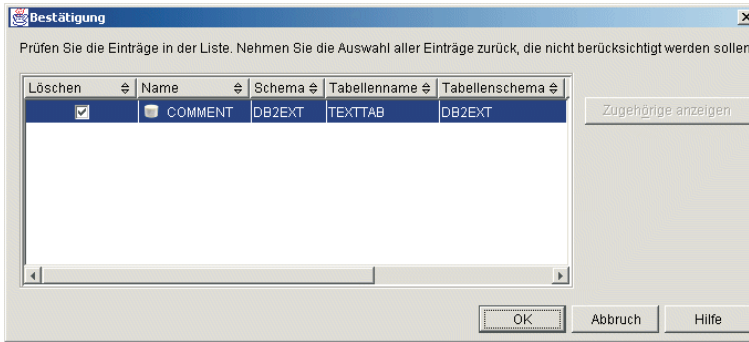 Bestätigung
Prüfen Sie die Einträge in der Liste. Nehmen Sie die Auswahl aller Einträge zurück, die nicht berücksichtigt werden sollen
Löschen Name Schema Tabellenname Tabellenschema
COMMENT DB2EXT TEXTTAB DB2EXT
Zugehörige anzeigen
OK Abbruch Hilfe